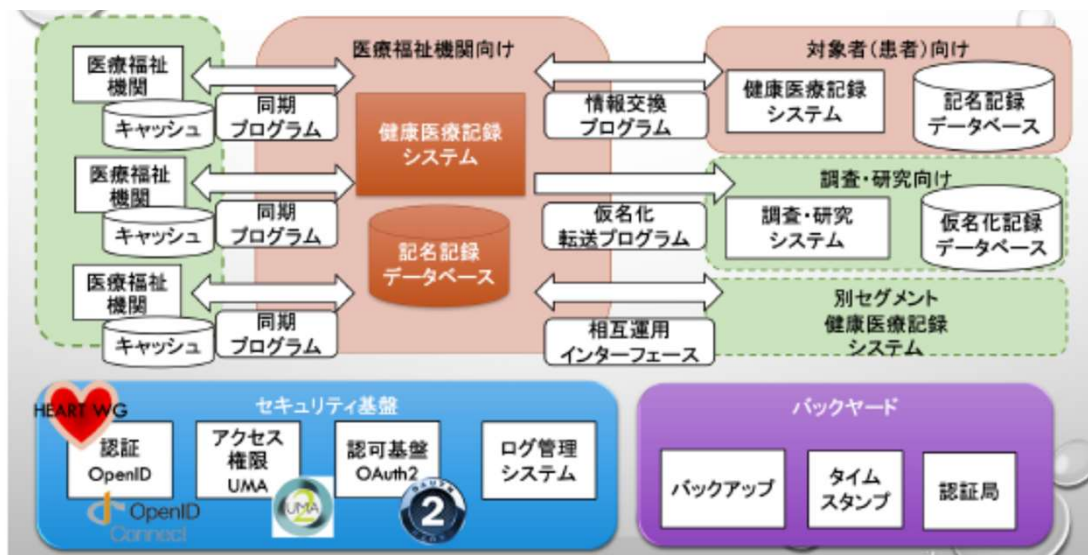 医療福祉機関向け
対象者(患者)向け
医療福祉
機関
キャッシュ
同期
プログラム
健康医療記録
システム
情報交換
プログラム
健康医療記録
システム
記名記録
データベース
医療福祉
機関
キャッシュ
同期
プログラム
記名記録
データベース
仮名化
転送プログラム
調査・研究向け
調査・研究
システム
仮名化記録
データベース
医療福祉
機関
キャッシュ
同期
プログラム
相互運用
インターフェース
別セグメント
健康医療記録
システム
セキュリティ基盤
HEART WG
認証
OpenID
OpenID
Connect
アクセス
権限
UMA
UMA
2
認可基盤
OAuth2
OAUTH
2
ログ管理
システム
バックヤード
バックアップ
タイム
スタンプ
認証局